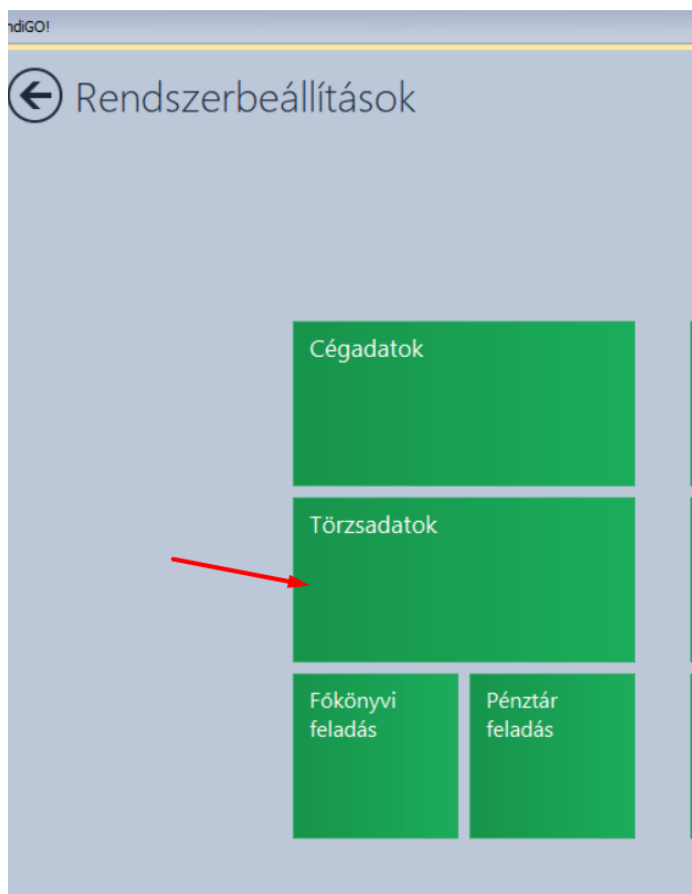 ndiGO!
Rendszerbeállítások
Cégadatok
Törzsadatok
Főkönyvi
feladás
Pénztár
feladás